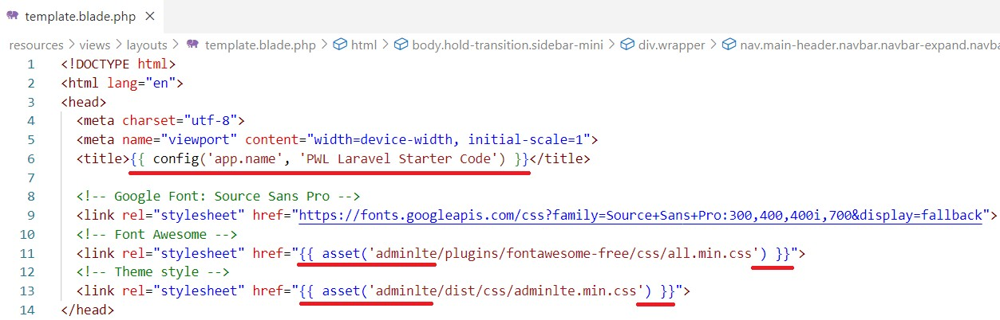 template.blade.php ×
resources > views > layouts > template.blade.php > html > body.hold-transition.sidebar-mini > div.wrapper > nav.main-header.navbar.navbar-expand.navba
1 <!DOCTYPE html>
2 <html lang="en">
3 <head>
4 <meta charset="utf-8">
5 <meta name="viewport" content="width=device-width, initial-scale=1">
6 <title>{{ config('app.name', 'PWL Laravel Starter Code') }}</title>
7
8 <!-- Google Font: Source Sans Pro -->
9 <link rel="stylesheet" href="https://fonts.googleapis.com/css?family=Source+Sans+Pro:300,400,400i,700&display=fallback">
10 <!-- Font Awesome -->
11 <link rel="stylesheet" href="{{ asset('adminlte/plugins/fontawesome-free/css/all.min.css') }}">
12 <!-- Theme style -->
13 <link rel="stylesheet" href="{{ asset('adminlte/dist/css/adminlte.min.css') }}">
14 </head>